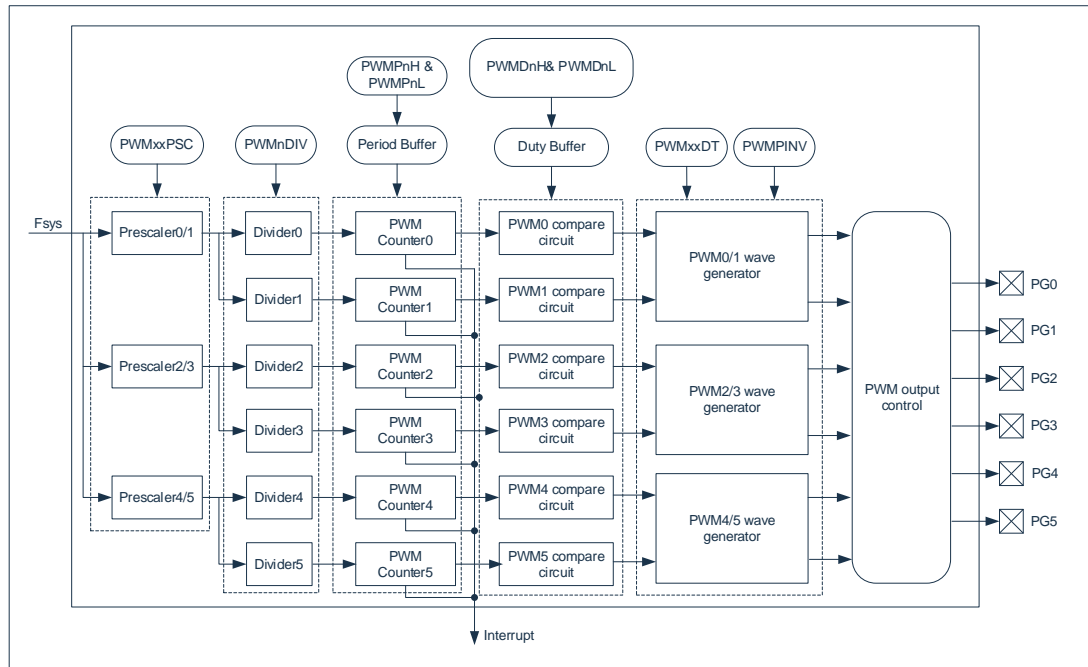 PWMPnH &
PWMPnL
PWMDnH& PWMDnL
PWMxxPSC
PWMnDIV
Period Buffer
Duty Buffer
PWMxxDT
PWMPINV
Fsys
Prescaler0/1
Divider0
PWM
Counter0
PWM0 compare
circuit
PWM0/1 wave
generator
Divider1
PWM
Counter1
PWM1 compare
circuit
Prescaler2/3
Divider2
PWM
Counter2
PWM2 compare
circuit
PWM2/3 wave
generator
Divider3
PWM
Counter3
PWM3 compare
circuit
Prescaler4/5
Divider4
PWM
Counter4
PWM4 compare
circuit
PWM4/5 wave
generator
Divider5
PWM
Counter5
PWM5 compare
circuit
PWM output
control
PG0
PG1
PG2
PG3
PG4
PG5
Interrupt